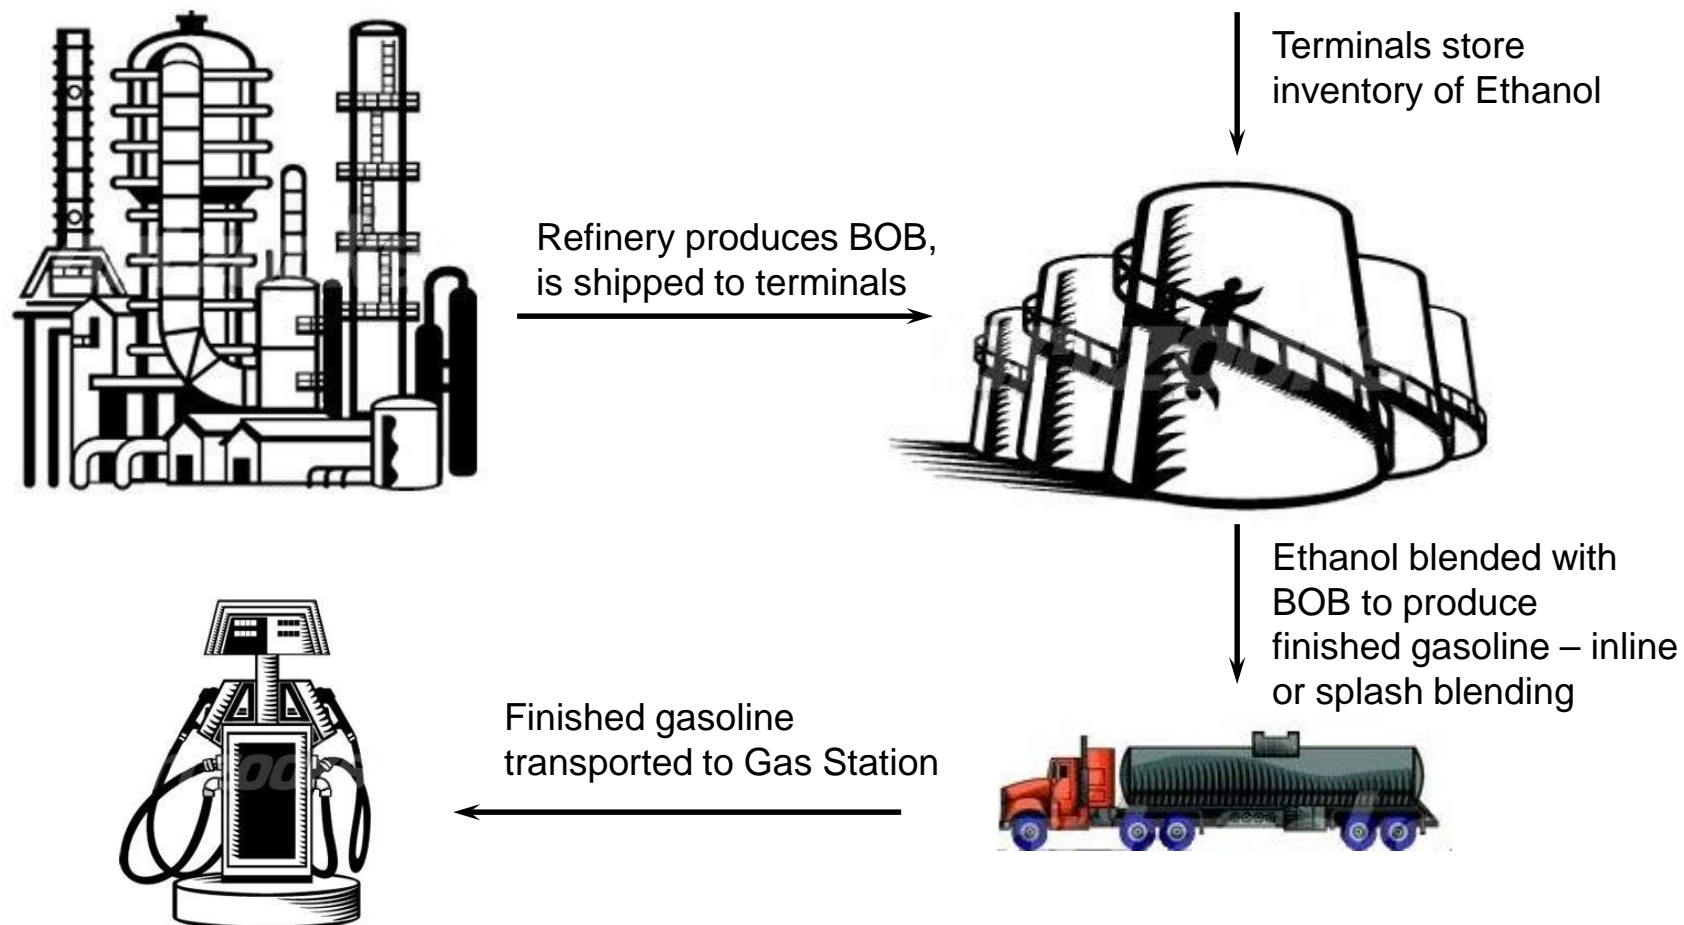 Terminals store
inventory of Ethanol
Refinery produces BOB,
is shipped to terminals
Ethanol blended with
BOB to produce
finished gasoline – inline
or splash blending
Finished gasoline
transported to Gas Station